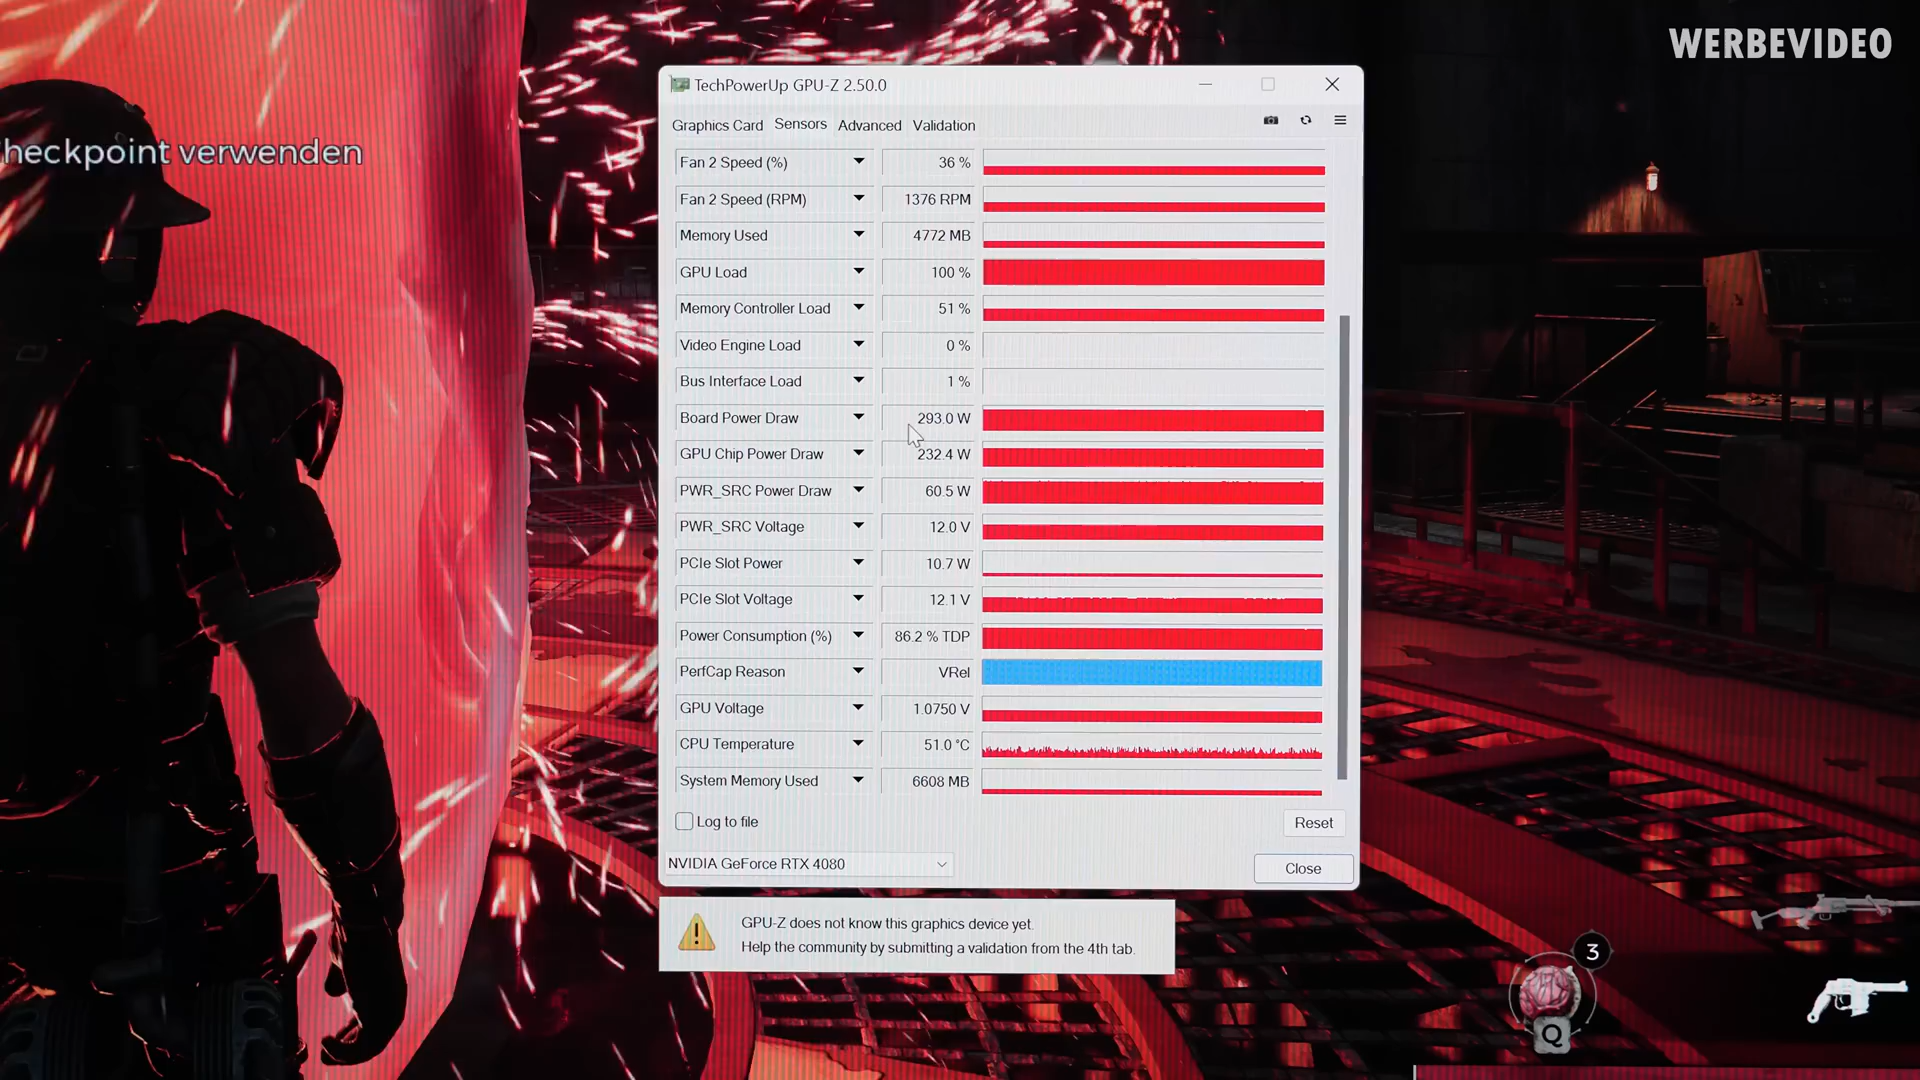 WERBEVIDEO
TechPowerUp GPU-Z 2.50.0
Graphics Card Sensors Advanced Validation
heckpoint verwenden
Fan 2 Speed (%) 36 %
Fan 2 Speed (RPM) 1376 RPM
Memory Used 4772 MB
GPU Load 100 %
Memory Controller Load 51 %
Video Engine Load 0 %
Bus Interface Load 1 %
Board Power Draw 293.0 W
GPU Chip Power Draw 232.4 W
PWR_SRC Power Draw 60.5 W
PWR_SRC Voltage 12.0 V
PCIe Slot Power 10.7 W
PCIe Slot Voltage 12.1 V
Power Consumption (%) 86.2 % TDP
PerfCap Reason VRel
GPU Voltage 1.0750 V
CPU Temperature 51.0 °C
System Memory Used 6608 MB
Log to file Reset
NVIDIA GeForce RTX 4080 Close
GPU-Z does not know this graphics device yet.
Help the community by submitting a validation from the 4th tab.
3
Q